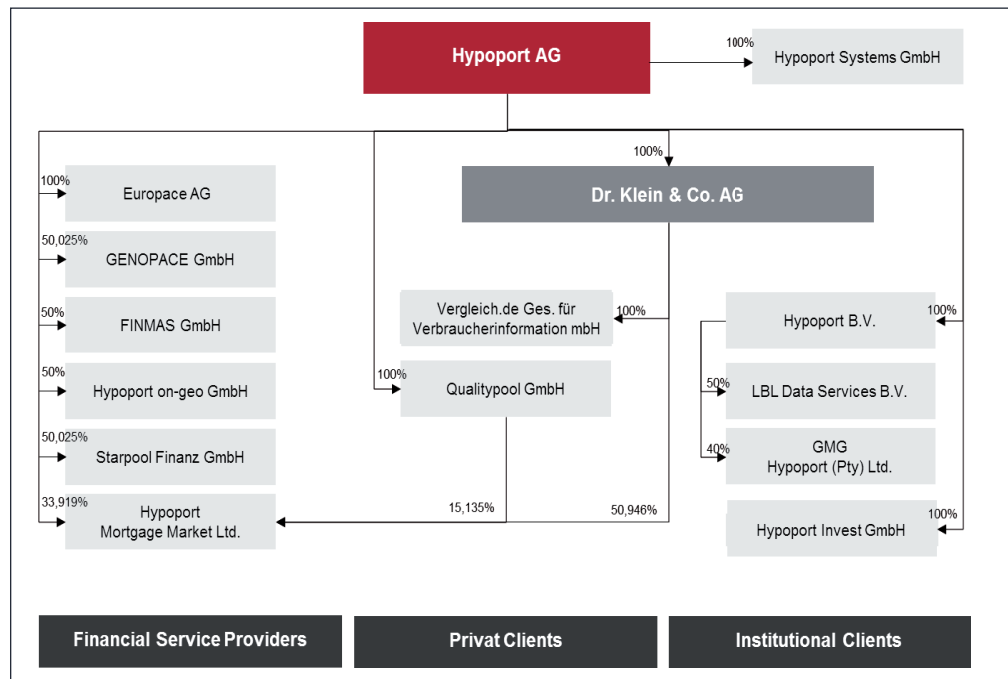 Hypoport AG
100%
Hypoport Systems GmbH
100%
100%
Europace AG
Dr. Klein & Co. AG
50,025%
GENOPACE GmbH
50%
FINMAS GmbH
Vergleich.de Ges. für
Verbraucherinformation mbH
100%
Hypoport B.V.
100%
50%
Hypoport on-geo GmbH
100%
Qualitypool GmbH
50%
LBL Data Services B.V.
50,025%
Starpool Finanz GmbH
40%
GMG
Hypoport (Pty) Ltd.
33,919%
Hypoport
Mortgage Market Ltd.
15,135%
50,946%
Hypoport Invest GmbH
100%
Financial Service Providers
Privat Clients
Institutional Clients